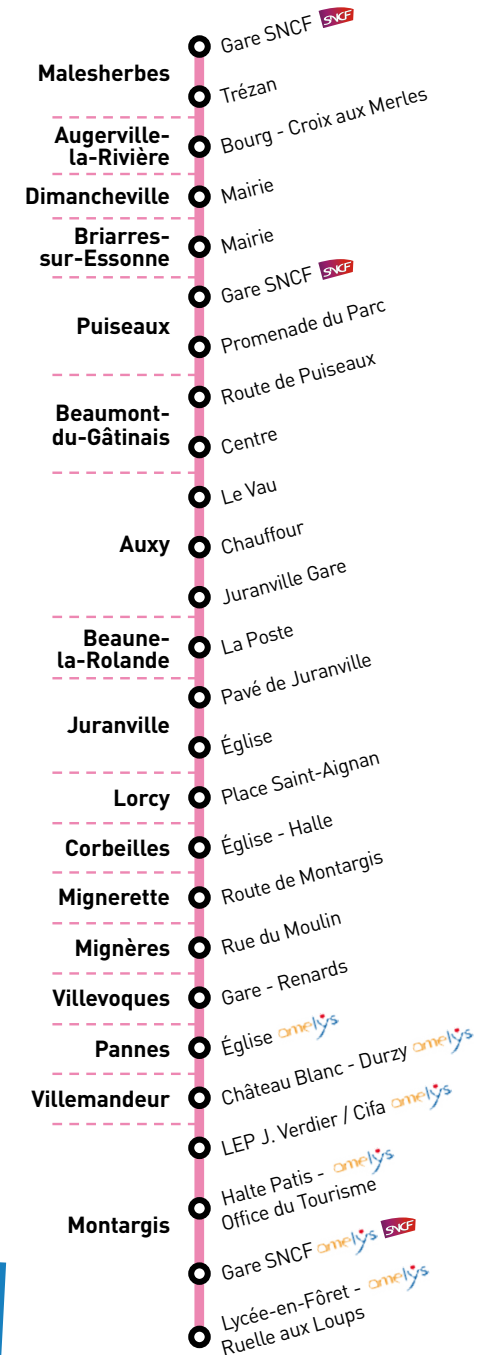 Malesherbes
Gare SNCF SNCF
Trézan
Augerville-
la-Rivière
Bourg - Croix aux Merles
Dimancheville
Mairie
Briarres-
sur-Essonne
Mairie
Puiseaux
Gare SNCF SNCF
Promenade du Parc
Beaumont-
du-Gâtinais
Route de Puiseaux
Centre
Auxy
Le Vau
Chauffour
Juranville Gare
Beaune-
la-Rolande
La Poste
Juranville
Pavé de Juranville
Église
Lorcy
Place Saint-Aignan
Corbeilles
Église - Halle
Mignerette
Route de Montargis
Mignères
Rue du Moulin
Villevoques
Gare - Renards
Pannes
Église amelys
Villemandeur
Château Blanc - Durzy amelys
Montargis
LEP J. Verdier / Cifa amelys
Halte Patis - amelys
Office du Tourisme
Gare SNCF amelys SNCF
Lycée-en-Fôret - amelys
Ruelle aux Loups